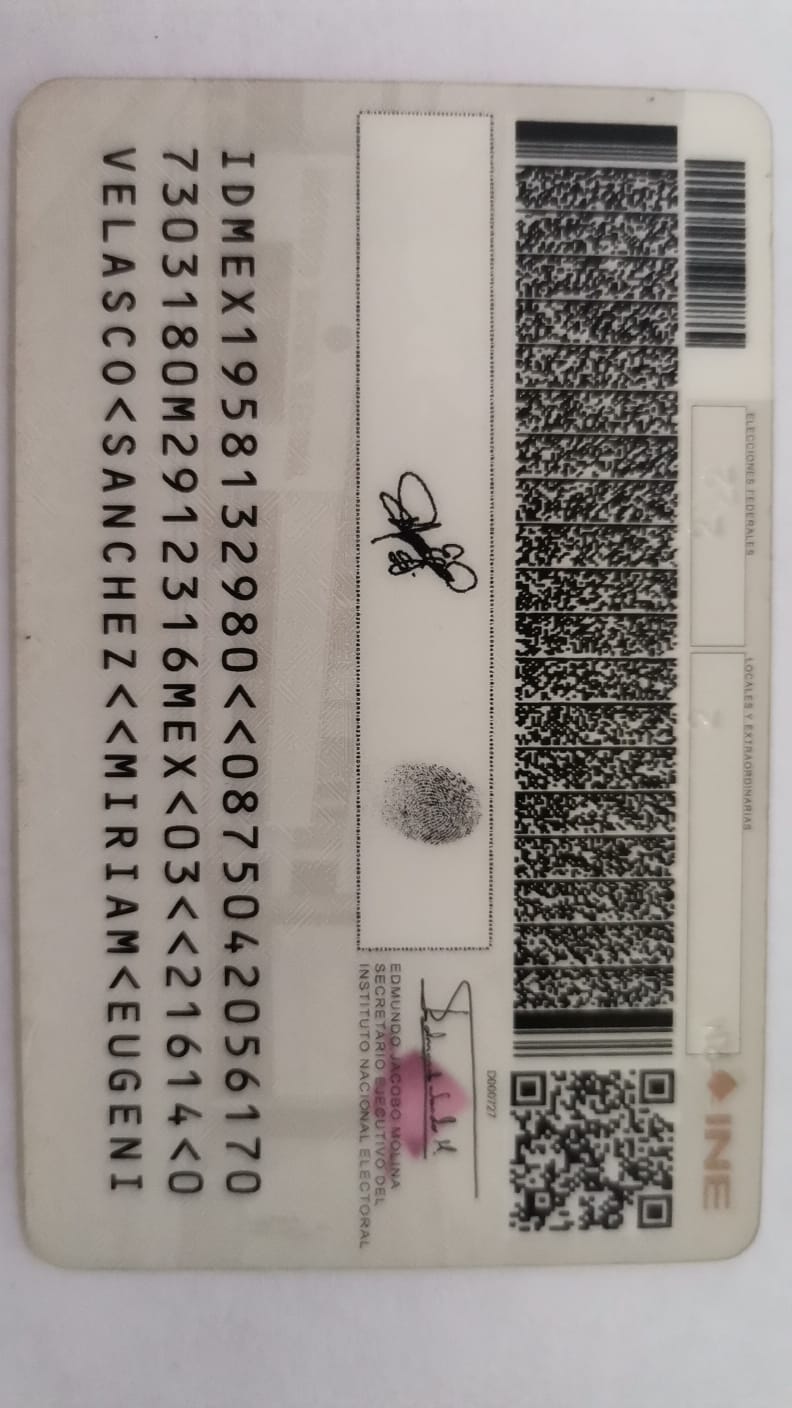 ELECCIONES FEDERALES
LOCALES Y EXTRAORDINARIAS
INE
D000727
EDMUNDO JACOBO MOLINA
SECRETARIO EJECUTIVO DEL
INSTITUTO NACIONAL ELECTORAL
IDMEX1958132980<<0875042056170
7303180M2912316MEX<03<<21614<0
VELASCO<SANCHEZ<<MIRIAM<EUGENI